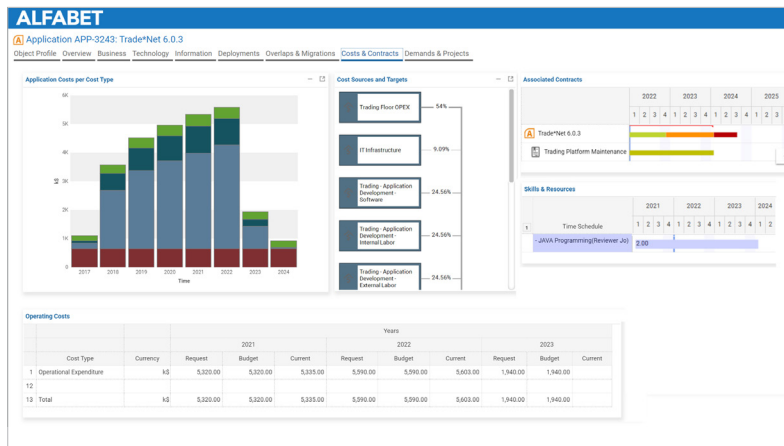 ALFABET
A Application APP-3243: Trade*Net 6.0.3
Object Profile Overview Business Technology Information Deployments Overlaps & Migrations Costs & Contracts Demands & Projects
Application Costs per Cost Type
6K
5K
4K
3K
2K
1K
0
k$
2017 2018 2019 2020 2021 2022 2023 2024
Time
Cost Sources and Targets
Trading Floor OPEX 54%
IT Infrastructure 9.09%
Trading - Application
Development -
Software
24.56%
Trading - Application
Development -
Internal Labor
24.56%
Trading - Application
Development -
External Labor
24.56%
Associated Contracts
2022 2023 2024 2025
1 2 3 4 1 2 3 4 1 2 3 4 1 2 3
A Trade*Net 6.0.3
Trading Platform Maintenance
Skills & Resources
2021 2022 2023 2024
1 Time Schedule 1 2 3 4 1 2 3 4 1 2 3 4 1 2
- JAVA Programming(Reviewer Jo) 2.00
Operating Costs
Years
2021 2022 2023
Cost Type Currency Request Budget Current Request Budget Current Request Budget Current
1 Operational Expenditure k$ 5,320.00 5,320.00 5,335.00 5,590.00 5,590.00 5,603.00 1,940.00 1,940.00
12
13 Total k$ 5,320.00 5,320.00 5,335.00 5,590.00 5,590.00 5,603.00 1,940.00 1,940.00